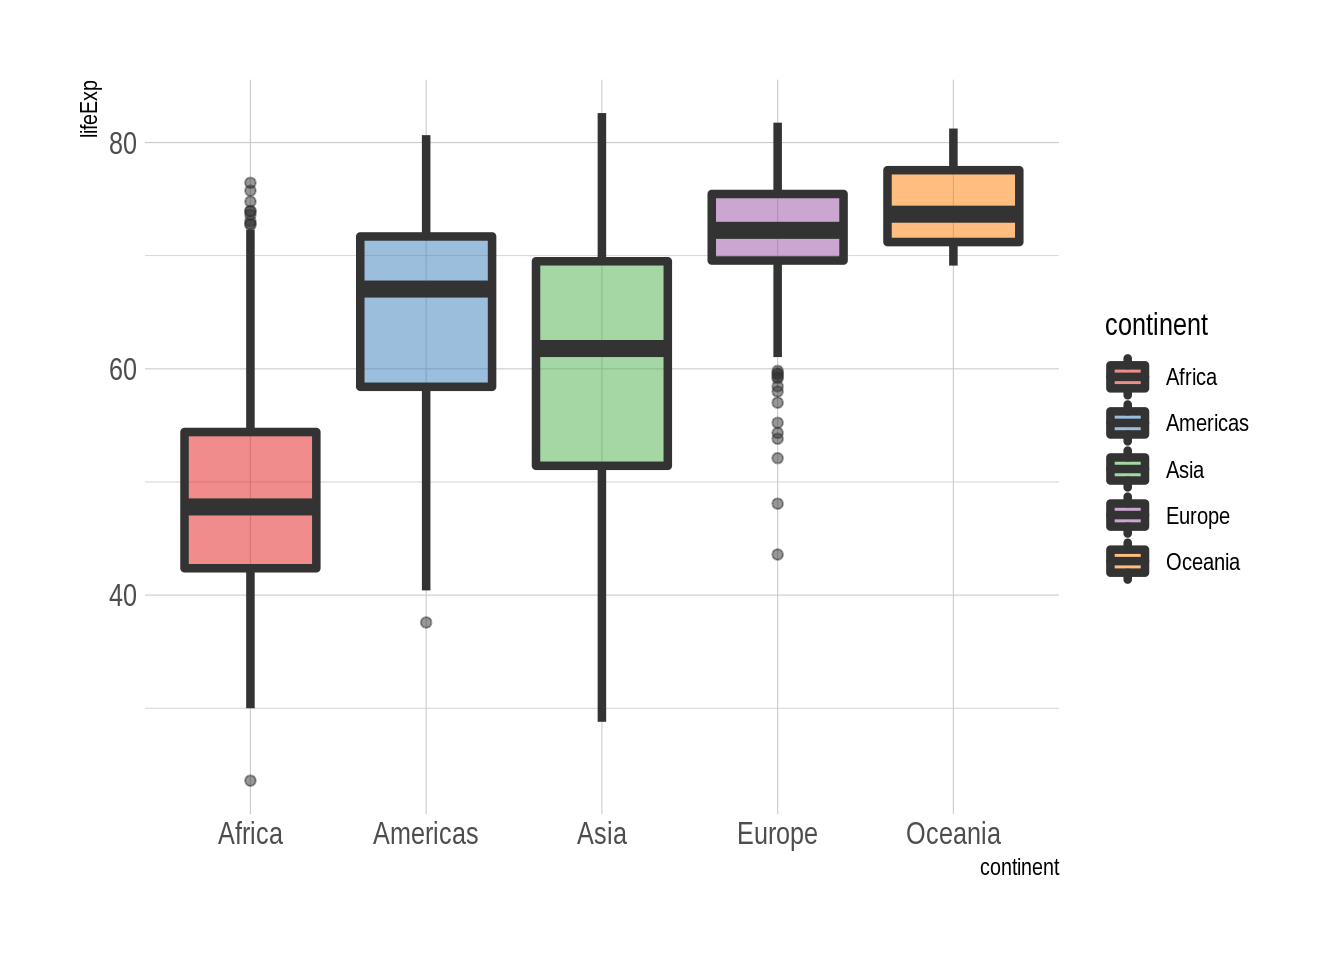 lifeExp
80
60
40
Africa
Americas
Asia
Europe
Oceania
continent
continent
Africa
Americas
Asia
Europe
Oceania